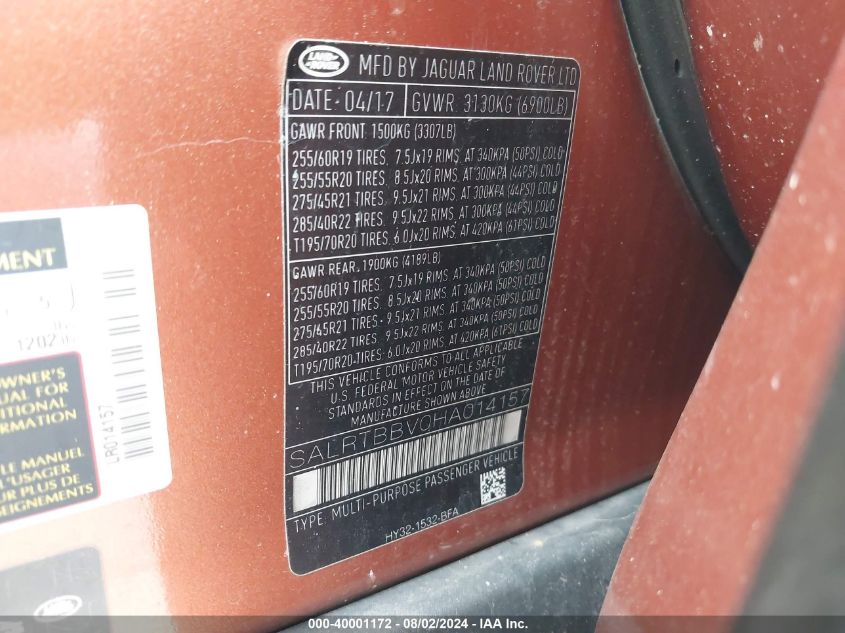 LAND ROVER MFD BY JAGUAR LAND ROVER LTD
DATE: 04/17 GVWR: 3130KG (6900LB)
GAWR FRONT: 1500KG (3307LB)
255/60R19 TIRES. 7.5Jx19 RIMS. AT 340KPA (50PSI) COLD
255/55R20 TIRES. 8.5Jx20 RIMS. AT 300KPA (44PSI) COLD
275/45R21 TIRES. 9.5Jx21 RIMS. AT 300KPA (44PSI) COLD
285/40R22 TIRES. 9.5Jx22 RIMS. AT 300KPA (44PSI) COLD
T195/70R20 TIRES. 6.0Jx20 RIMS. AT 420KPA (61PSI) COLD
GAWR REAR: 1900KG (4189LB)
255/60R19 TIRES. 7.5Jx19 RIMS. AT 340KPA (50PSI) COLD
255/55R20 TIRES. 8.5Jx20 RIMS. AT 340KPA (50PSI) COLD
275/45R21 TIRES. 9.5Jx21 RIMS. AT 340KPA (50PSI) COLD
285/40R22 TIRES. 9.5Jx22 RIMS. AT 340KPA (50PSI) COLD
T195/70R20 TIRES. 6.0Jx20 RIMS. AT 420KPA (61PSI) COLD
THIS VEHICLE CONFORMS TO ALL APPLICABLE
U.S. FEDERAL MOTOR VEHICLE SAFETY
STANDARDS IN EFFECT ON THE DATE OF
MANUFACTURE SHOWN ABOVE
SALRTBBV0HA014157
TYPE: MULTI-PURPOSE PASSENGER VEHICLE
HY32-1532-BFA
EMENT
5
OWNER'S
UAL FOR
DITIONAL
ORMATION
LE MANUEL
L'USAGER
UR PLUS DE
SEIGNEMENTS
LR014157
000-40001172 - 08/02/2024 - IAA Inc.